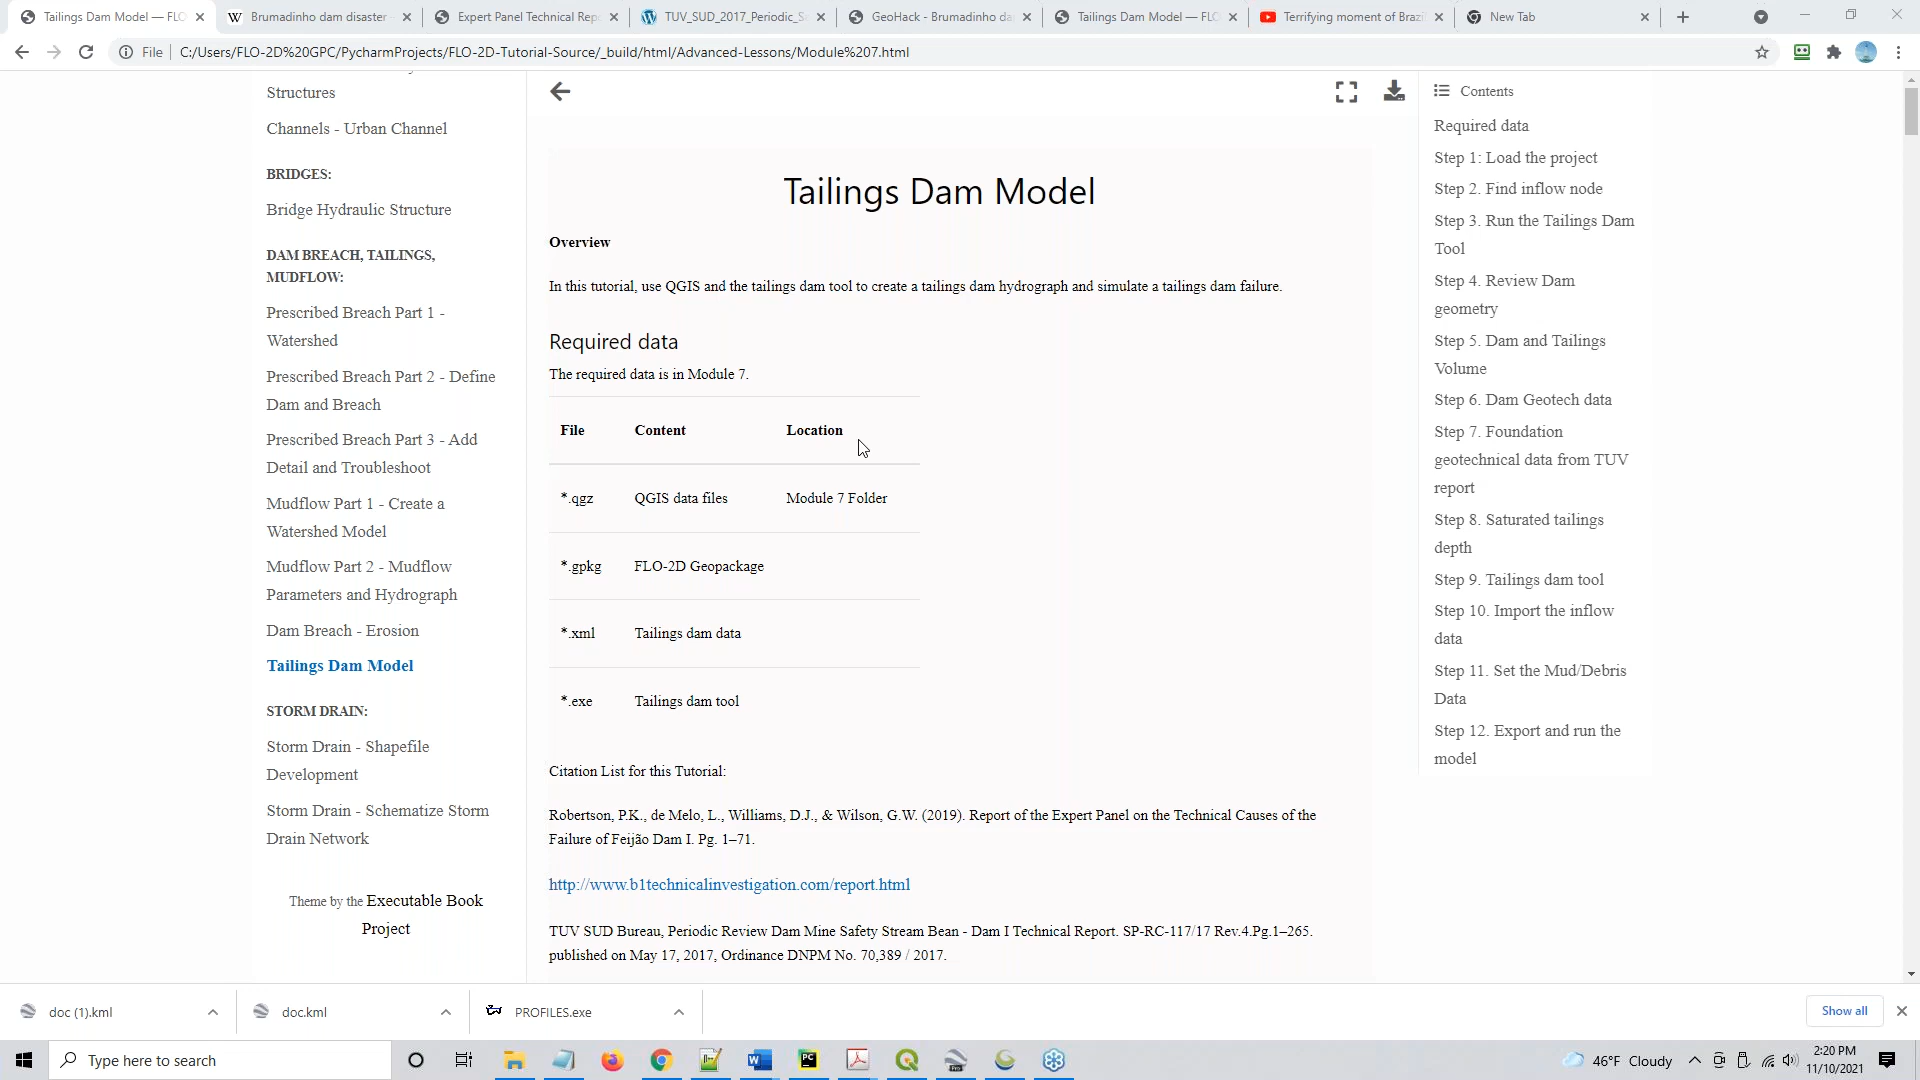 Tailings Dam Model — FLO
Brumadinho dam disaster
Expert Panel Technical Rep
TUV_SUD_2017_Periodic_S
GeoHack - Brumadinho da
Tailings Dam Model — FLO
Terrifying moment of Brazi
New Tab
File
C:/Users/FLO-2D%20GPC/PycharmProjects/FLO-2D-Tutorial-Source/_build/html/Advanced-Lessons/Module%207.html
Structures
Channels - Urban Channel
BRIDGES:
Bridge Hydraulic Structure
DAM BREACH, TAILINGS,
MUDFLOW:
Prescribed Breach Part 1 -
Watershed
Prescribed Breach Part 2 - Define
Dam and Breach
Prescribed Breach Part 3 - Add
Detail and Troubleshoot
Mudflow Part 1 - Create a
Watershed Model
Mudflow Part 2 - Mudflow
Parameters and Hydrograph
Dam Breach - Erosion
Tailings Dam Model
STORM DRAIN:
Storm Drain - Shapefile
Development
Storm Drain - Schematize Storm
Drain Network
Theme by the Executable Book
Project
Tailings Dam Model
Overview
In this tutorial, use QGIS and the tailings dam tool to create a tailings dam hydrograph and simulate a tailings dam failure.
Required data
The required data is in Module 7.
File Content Location
*.qgz QGIS data files Module 7 Folder
*.gpkg FLO-2D Geopackage
*.xml Tailings dam data
*.exe Tailings dam tool
Citation List for this Tutorial:
Robertson, P.K., de Melo, L., Williams, D.J., & Wilson, G.W. (2019). Report of the Expert Panel on the Technical Causes of the
Failure of Feijão Dam I. Pg. 1–71.
http://www.b1technicalinvestigation.com/report.html
TUV SUD Bureau, Periodic Review Dam Mine Safety Stream Bean - Dam I Technical Report. SP-RC-117/17 Rev.4.Pg.1–265.
published on May 17, 2017, Ordinance DNPM No. 70,389 / 2017.
Contents
Required data
Step 1: Load the project
Step 2. Find inflow node
Step 3. Run the Tailings Dam
Tool
Step 4. Review Dam
geometry
Step 5. Dam and Tailings
Volume
Step 6. Dam Geotech data
Step 7. Foundation
geotechnical data from TUV
report
Step 8. Saturated tailings
depth
Step 9. Tailings dam tool
Step 10. Import the inflow
data
Step 11. Set the Mud/Debris
Data
Step 12. Export and run the
model
doc (1).kml
doc.kml
PROFILES.exe
Show all
Type here to search
46°F Cloudy
2:20 PM
11/10/2021